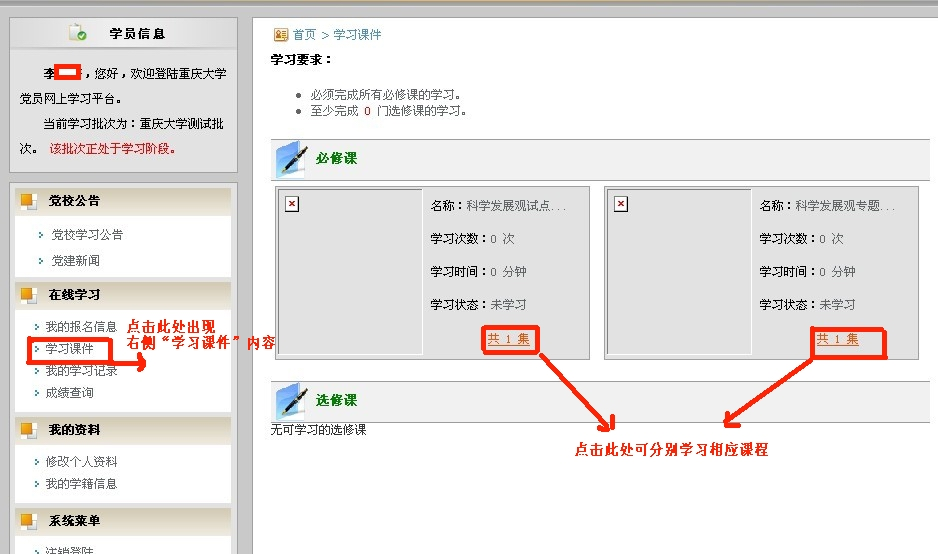 学员信息
李 ，您好，欢迎登陆重庆大学
党员网上学习平台。
当前学习批次为：重庆大学测试批
次。 该批次正处于学习阶段。
党校公告
党校学习公告
党建新闻
在线学习
我的报名信息
学习课件
我的学习记录
成绩查询
我的资料
修改个人资料
我的学籍信息
系统菜单
注销登陆
点击此处出现
右侧“学习课件”内容
首页 > 学习课件
学习要求：
必须完成所有必修课的学习。
至少完成 0 门选修课的学习。
必修课
名称：科学发展观试点...
学习次数：0 次
学习时间：0 分钟
学习状态：未学习
共 1 集
名称：科学发展观专题...
学习次数：0 次
学习时间：0 分钟
学习状态：未学习
共 1 集
选修课
无可学习的选修课
点击此处可分别学习相应课程